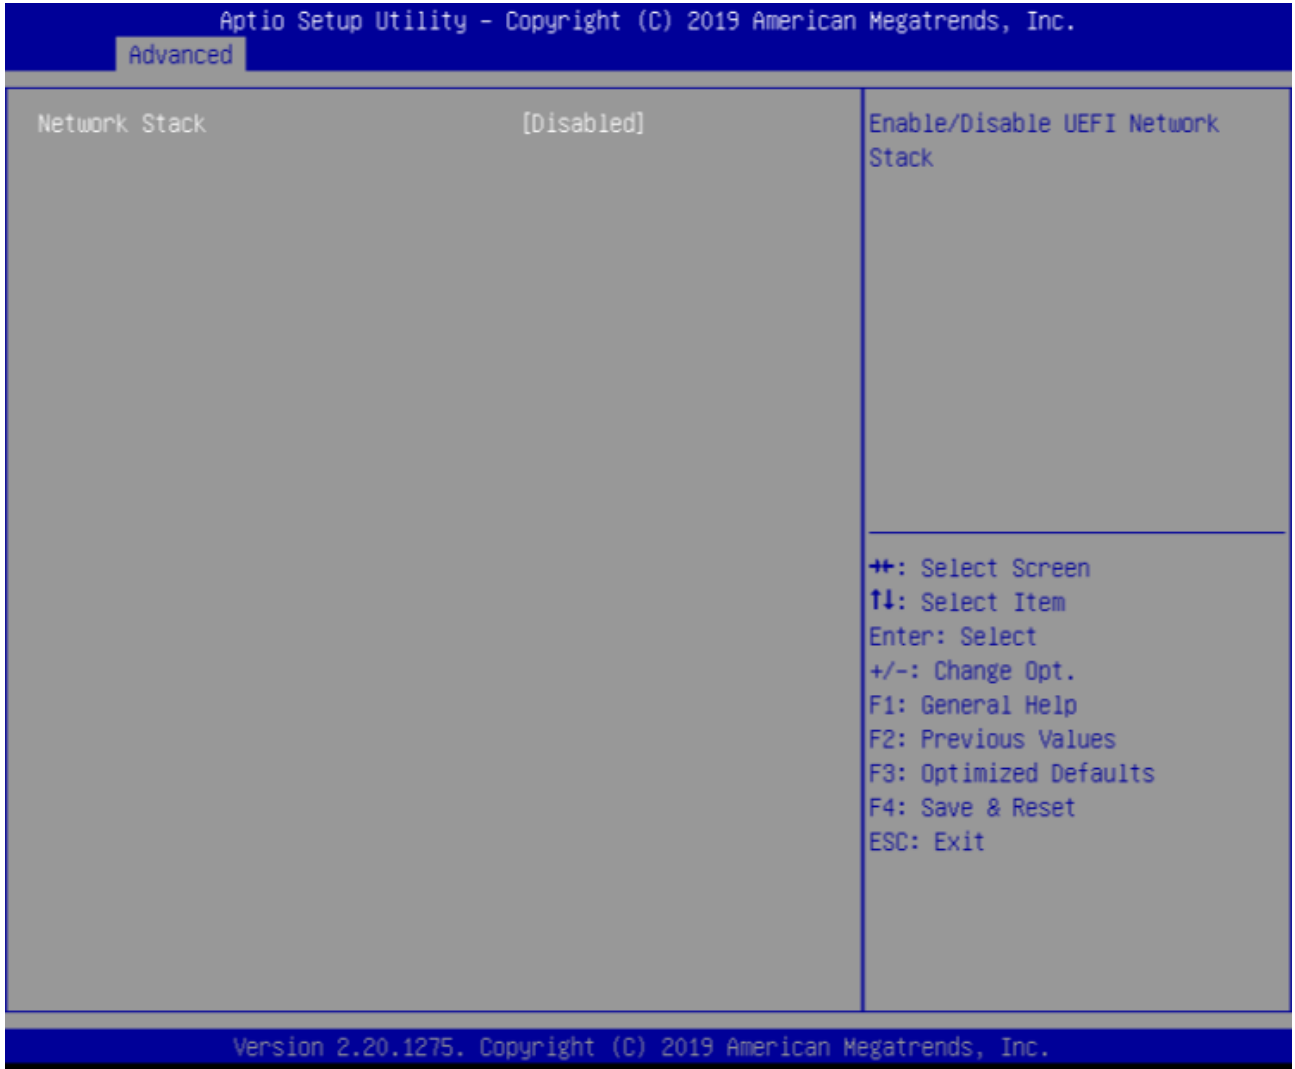 Aptio Setup Utility – Copyright (C) 2019 American Megatrends, Inc.
Advanced
Network Stack [Disabled]
Enable/Disable UEFI Network
Stack
→←: Select Screen
↑↓: Select Item
Enter: Select
+/-: Change Opt.
F1: General Help
F2: Previous Values
F3: Optimized Defaults
F4: Save & Reset
ESC: Exit
Version 2.20.1275. Copyright (C) 2019 American Megatrends, Inc.